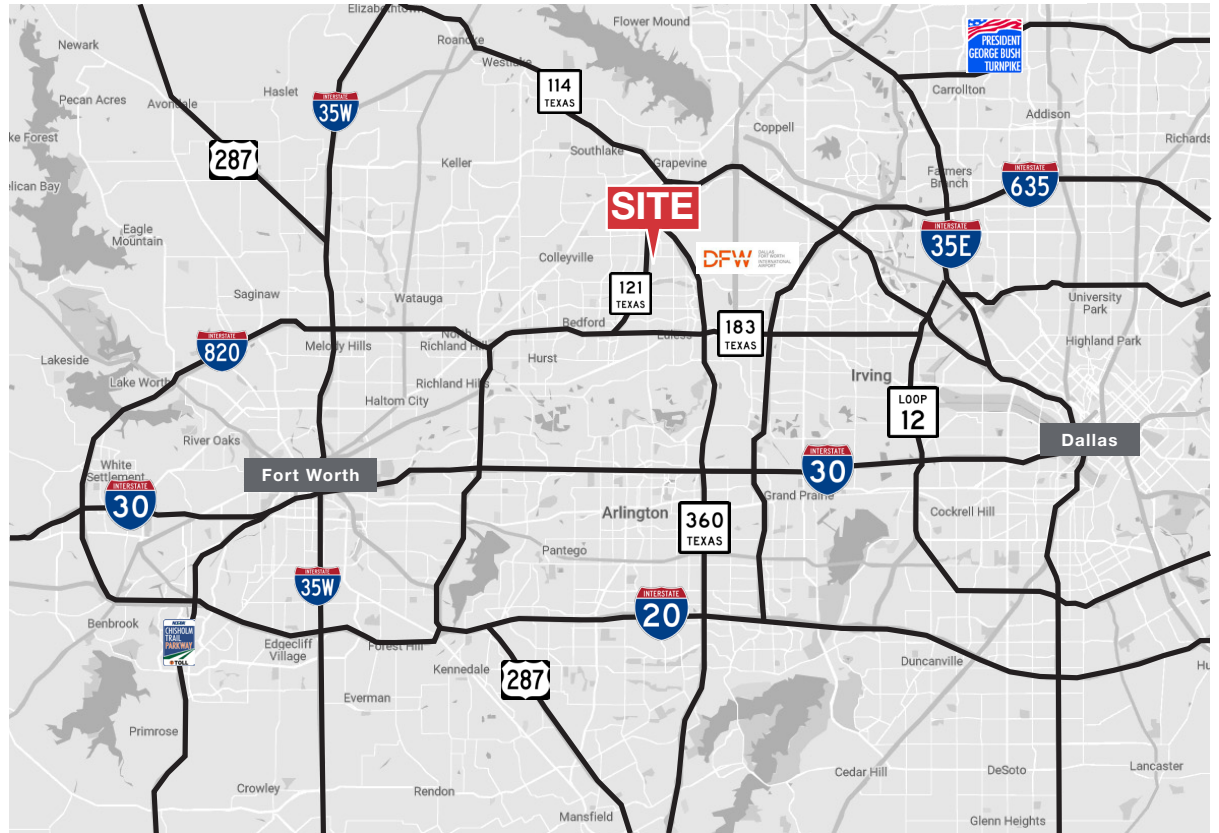 Elizabethtown
Flower Mound
Newark
Roanoke
Westlake
PRESIDENT
GEORGE BUSH
TURNPIKE
Pecan Acres
Avondale
Haslet
INTERSTATE
35W
114
TEXAS
Carrollton
Addison
Coppell
287
Keller
Southlake
Grapevine
Farmers
Branch
INTERSTATE
635
SITE
Eagle
Mountain
Colleyville
DFW
DALLAS
FORT WORTH
INTERNATIONAL
AIRPORT
INTERSTATE
35E
Saginaw
Watauga
121
TEXAS
University
Park
Bedford
Euless
183
TEXAS
INTERSTATE
820
Melody Hills
North
Richland Hills
Hurst
Highland Park
Lakeside
Lake Worth
Richland Hills
Haltom City
Irving
LOOP
12
River Oaks
Dallas
White
Settlement
Fort Worth
INTERSTATE
30
INTERSTATE
30
Grand Prairie
Arlington
360
TEXAS
Cockrell Hill
Pantego
INTERSTATE
35W
INTERSTATE
20
Benbrook
CHISHOLM
TRAIL
PARKWAY
TOLL
Edgecliff
Village
Forest Hill
Kennedale
287
Duncanville
Everman
Primrose
Cedar Hill
DeSoto
Lancaster
Crowley
Rendon
Mansfield
Glenn Heights